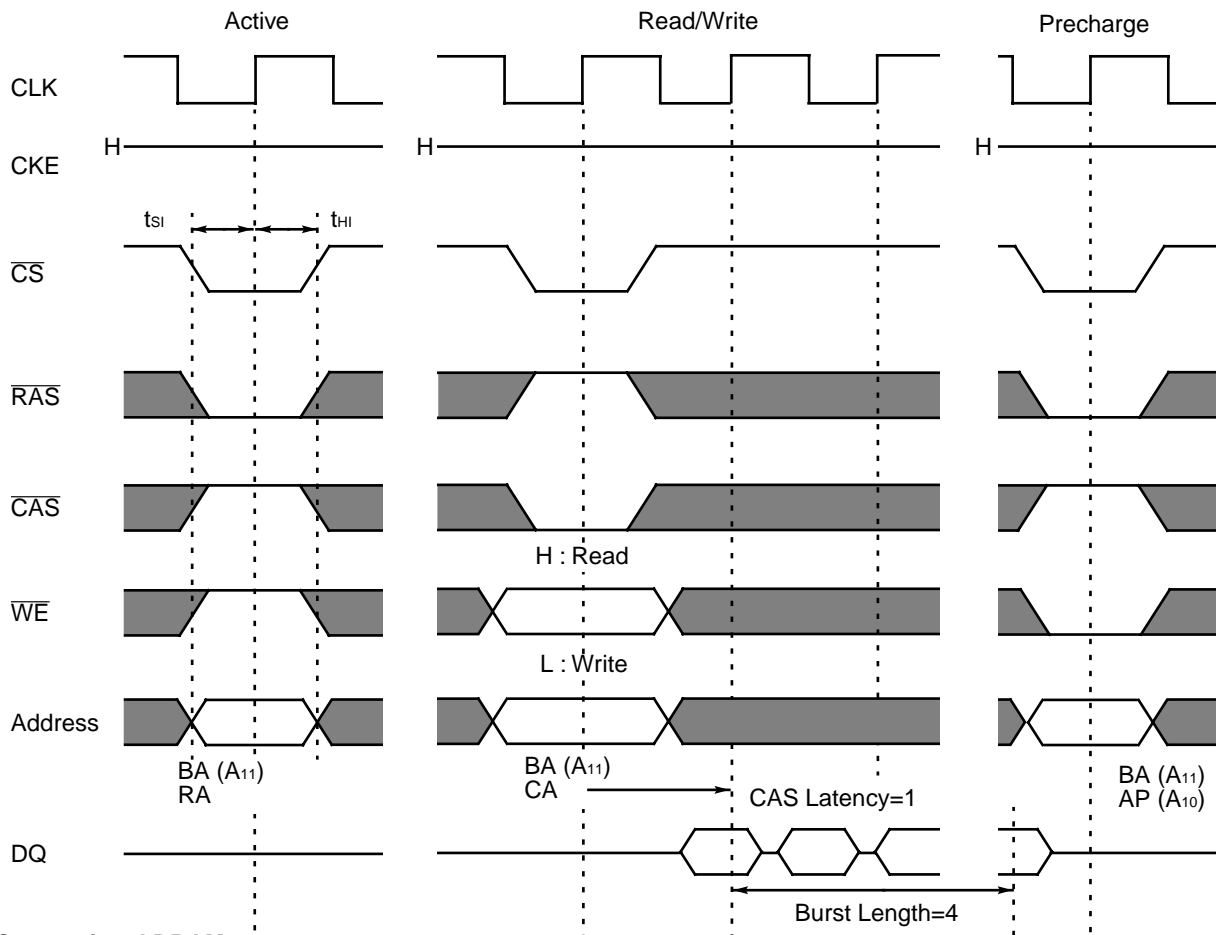 Active Read/Write Precharge
CLK
CKE H H H
tSI tHI
CS
RAS
CAS
H : Read
WE
L : Write
Address
BA (A11) BA (A11) BA (A11)
RA CA CAS Latency=1 AP (A10)
DQ
Burst Length=4